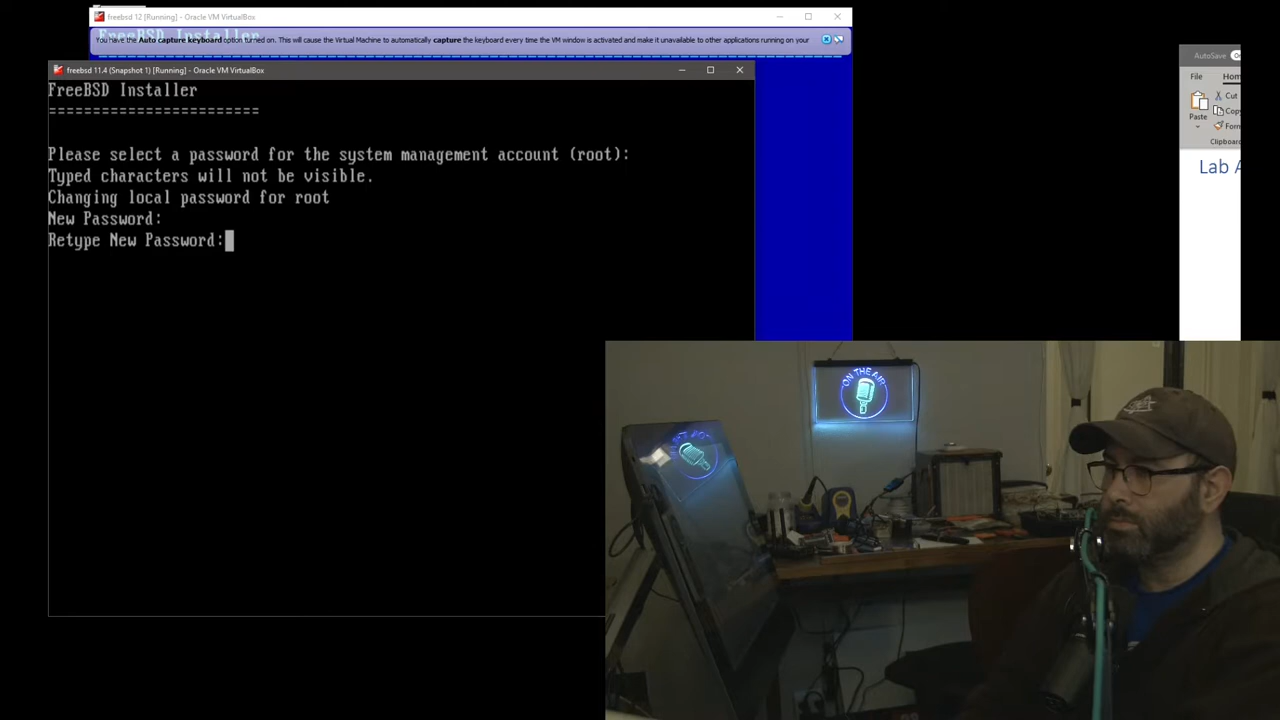 freebsd 12 [Running] - Oracle VM VirtualBox
FreeBSD Installer
You have the Auto capture keyboard option turned on. This will cause the Virtual Machine to automatically capture the keyboard every time the VM window is activated and make it unavailable to other applications running on your
freebsd 11.4 (Snapshot 1) [Running] - Oracle VM VirtualBox
FreeBSD Installer
========================
Please select a password for the system management account (root):
Typed characters will not be visible.
Changing local password for root
New Password:
Retype New Password:
AutoSave
File Hom
Paste
Cut
Copy
Form
Clipboard
Lab A
ON THE AIR